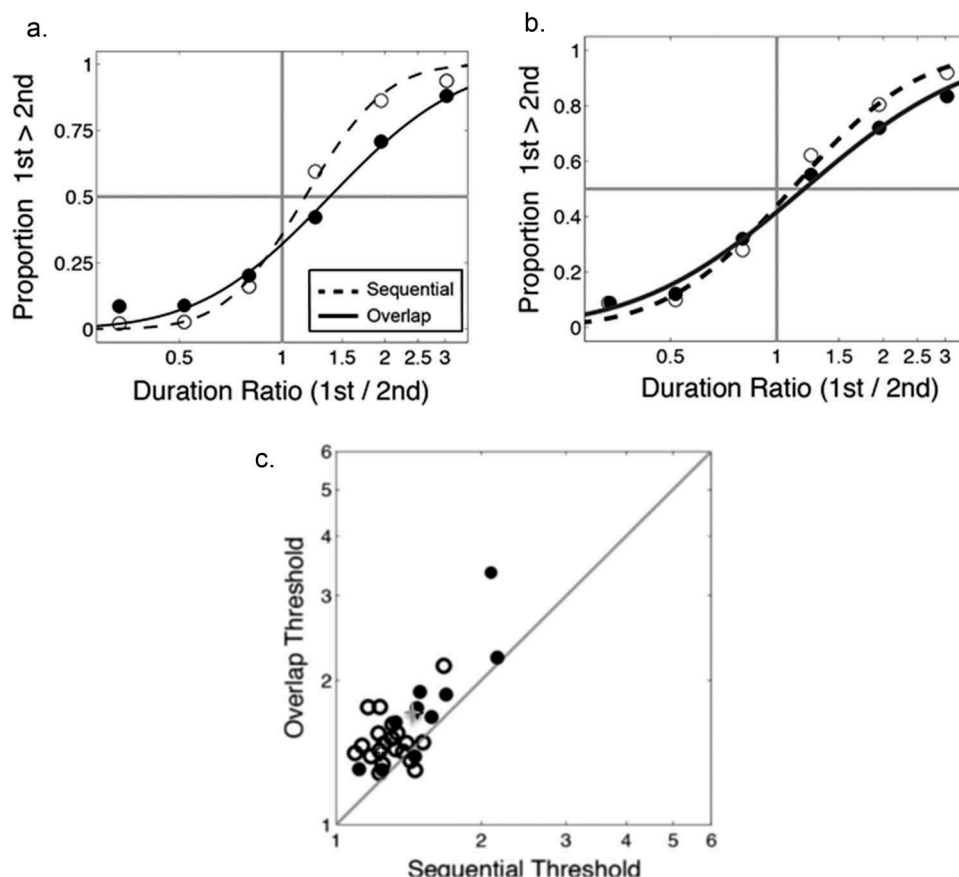 a.
1
0.75
0.5
0.25
0
Proportion 1st > 2nd
Sequential
Overlap
0.5 1 1.5 2 2.5 3
Duration Ratio (1st / 2nd)
b.
1
0.8
0.6
0.4
0.2
0
Proportion 1st > 2nd
0.5 1 1.5 2 2.5 3
Duration Ratio (1st / 2nd)
c.
6
5
4
3
2
1
Overlap Threshold
1 2 3 4 5 6
Sequential Threshold